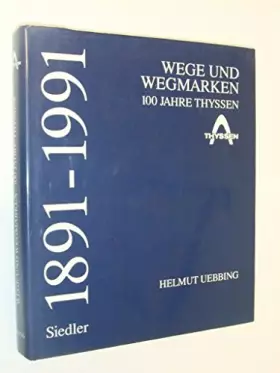 WEGE UND
WEGMARKEN
100 JAHRE THYSSEN
THYSSEN
1891-1991
HELMUT UEBBING
Siedler